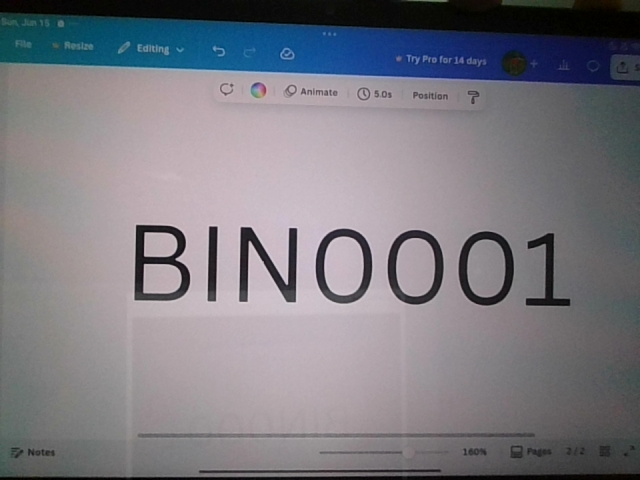 Sun, Jun 15
File Resize Editing Try Pro for 14 days
Animate 5.0s Position
BIN0001
Notes 160% Pages 2/2